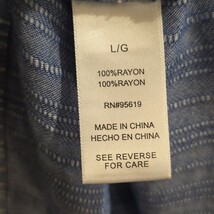 L/G
100%RAYON
100%RAYON
RN#95619
MADE IN CHINA
HECHO EN CHINA
SEE REVERSE
FOR CARE